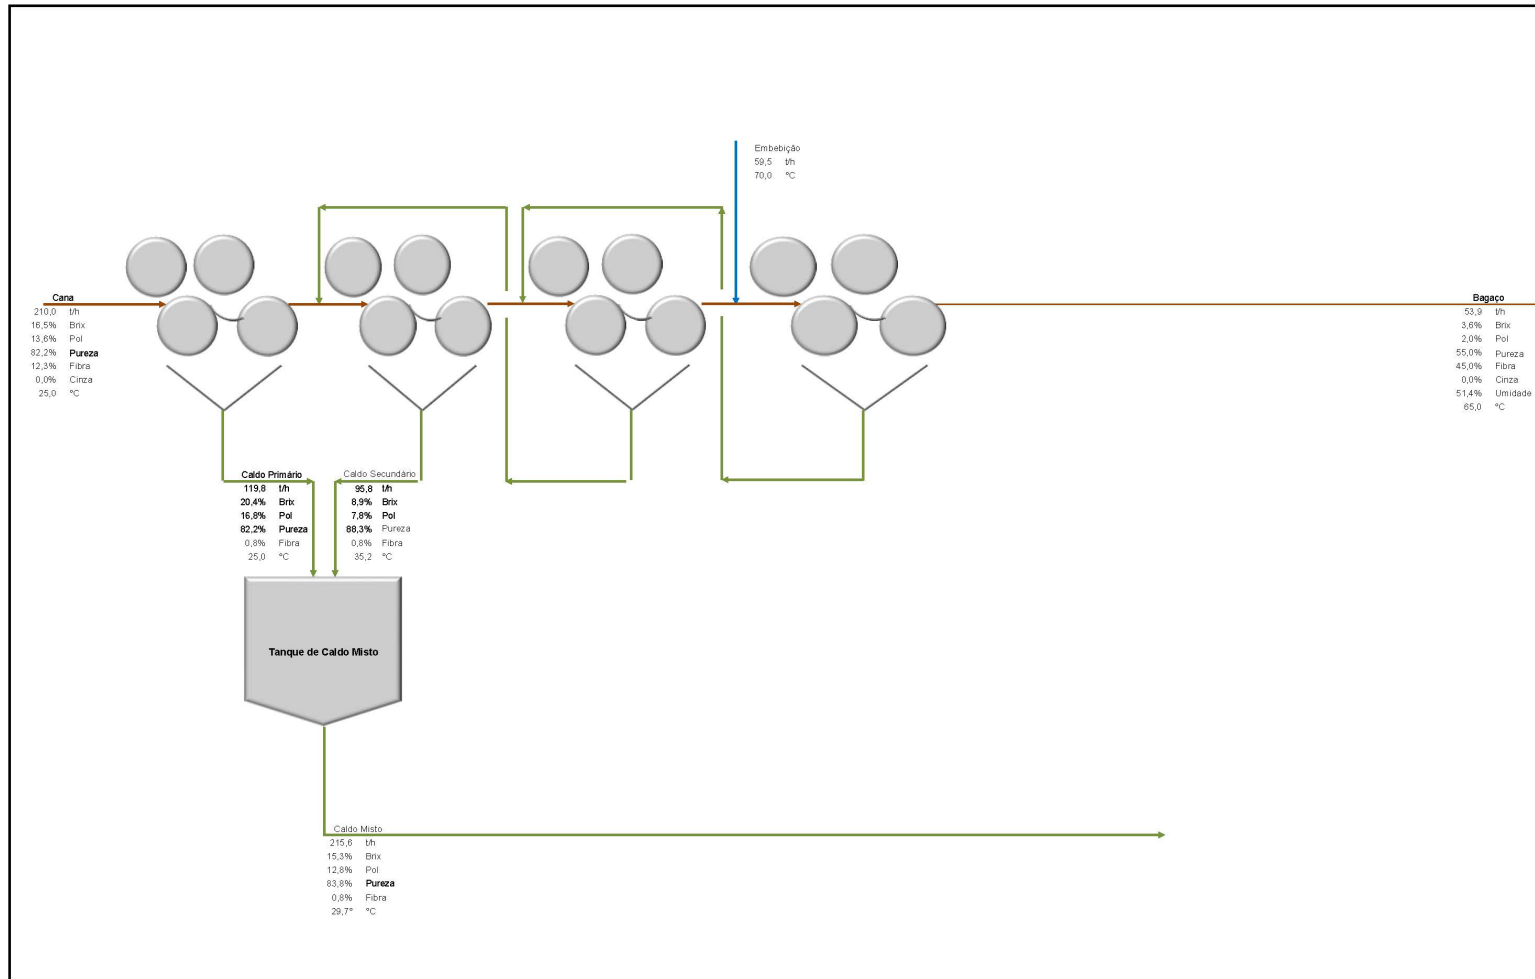 Embebição
59,5 t/h
70,0 °C
Cana
210,0 t/h
16,5% Brix
13,6% Pol
82,2% Pureza
12,3% Fibra
0,0% Cinza
25,0 °C
Bagaço
53,9 t/h
3,6% Brix
2,0% Pol
55,0% Pureza
45,0% Fibra
0,0% Cinza
51,4% Umidade
65,0 °C
Caldo Primário
119,8 t/h
20,4% Brix
16,8% Pol
82,2% Pureza
0,8% Fibra
25,0 °C
Caldo Secundário
95,8 t/h
8,9% Brix
7,8% Pol
88,3% Pureza
0,8% Fibra
35,2 °C
Tanque de Caldo Misto
Caldo Misto
215,6 t/h
15,3% Brix
12,8% Pol
83,8% Pureza
0,8% Fibra
29,7° °C